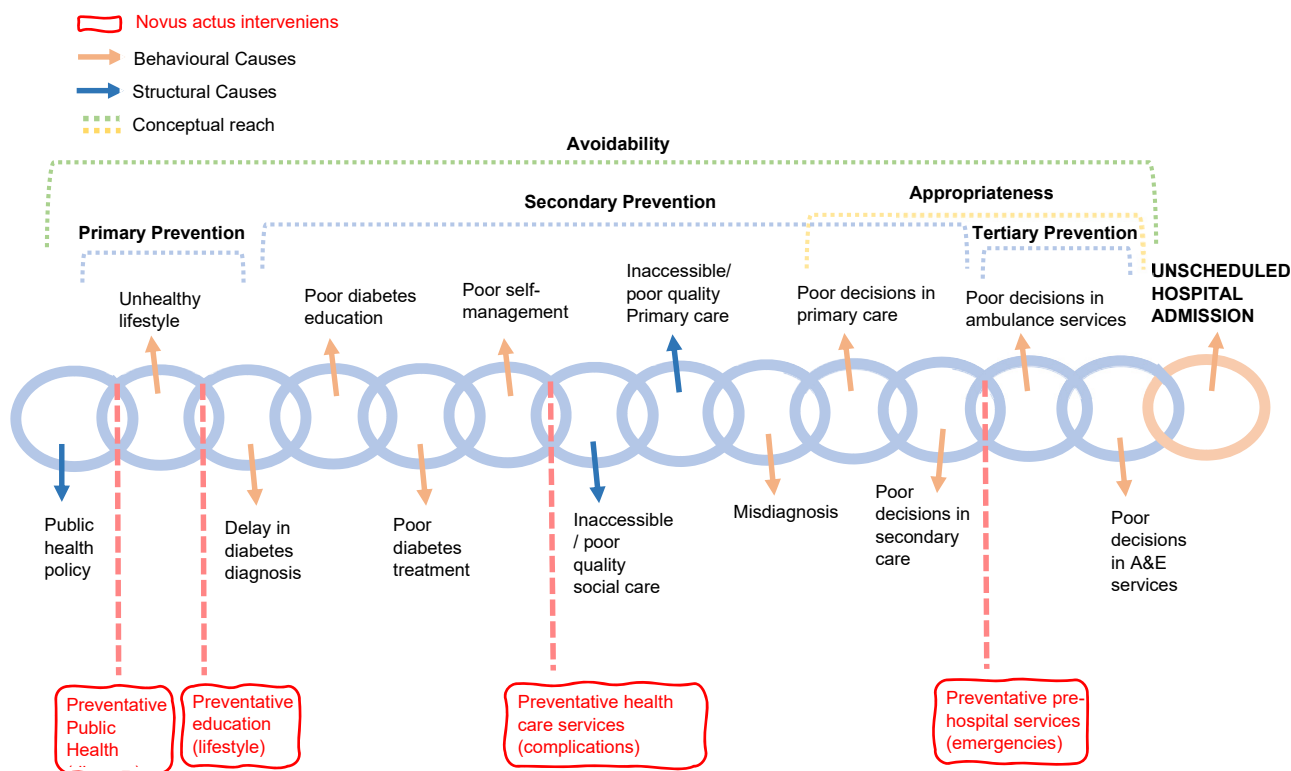 Novus actus interveniens
Behavioural Causes
Structural Causes
Conceptual reach
Avoidability
Appropriateness
Secondary Prevention
Primary Prevention
Tertiary Prevention
Unhealthy
lifestyle
Poor diabetes
education
Poor self-
management
Inaccessible/
poor quality
Primary care
Poor decisions in
primary care
Poor decisions in
ambulance services
UNSCHEDULED
HOSPITAL
ADMISSION
Public
health
policy
Delay in
diabetes
diagnosis
Poor
diabetes
treatment
Inaccessible
/ poor
quality
social care
Misdiagnosis
Poor
decisions in
secondary
care
Poor
decisions
in A&E
services
Preventative
Public
Health
Preventative
education
(lifestyle)
Preventative health
care services
(complications)
Preventative pre-
hospital services
(emergencies)